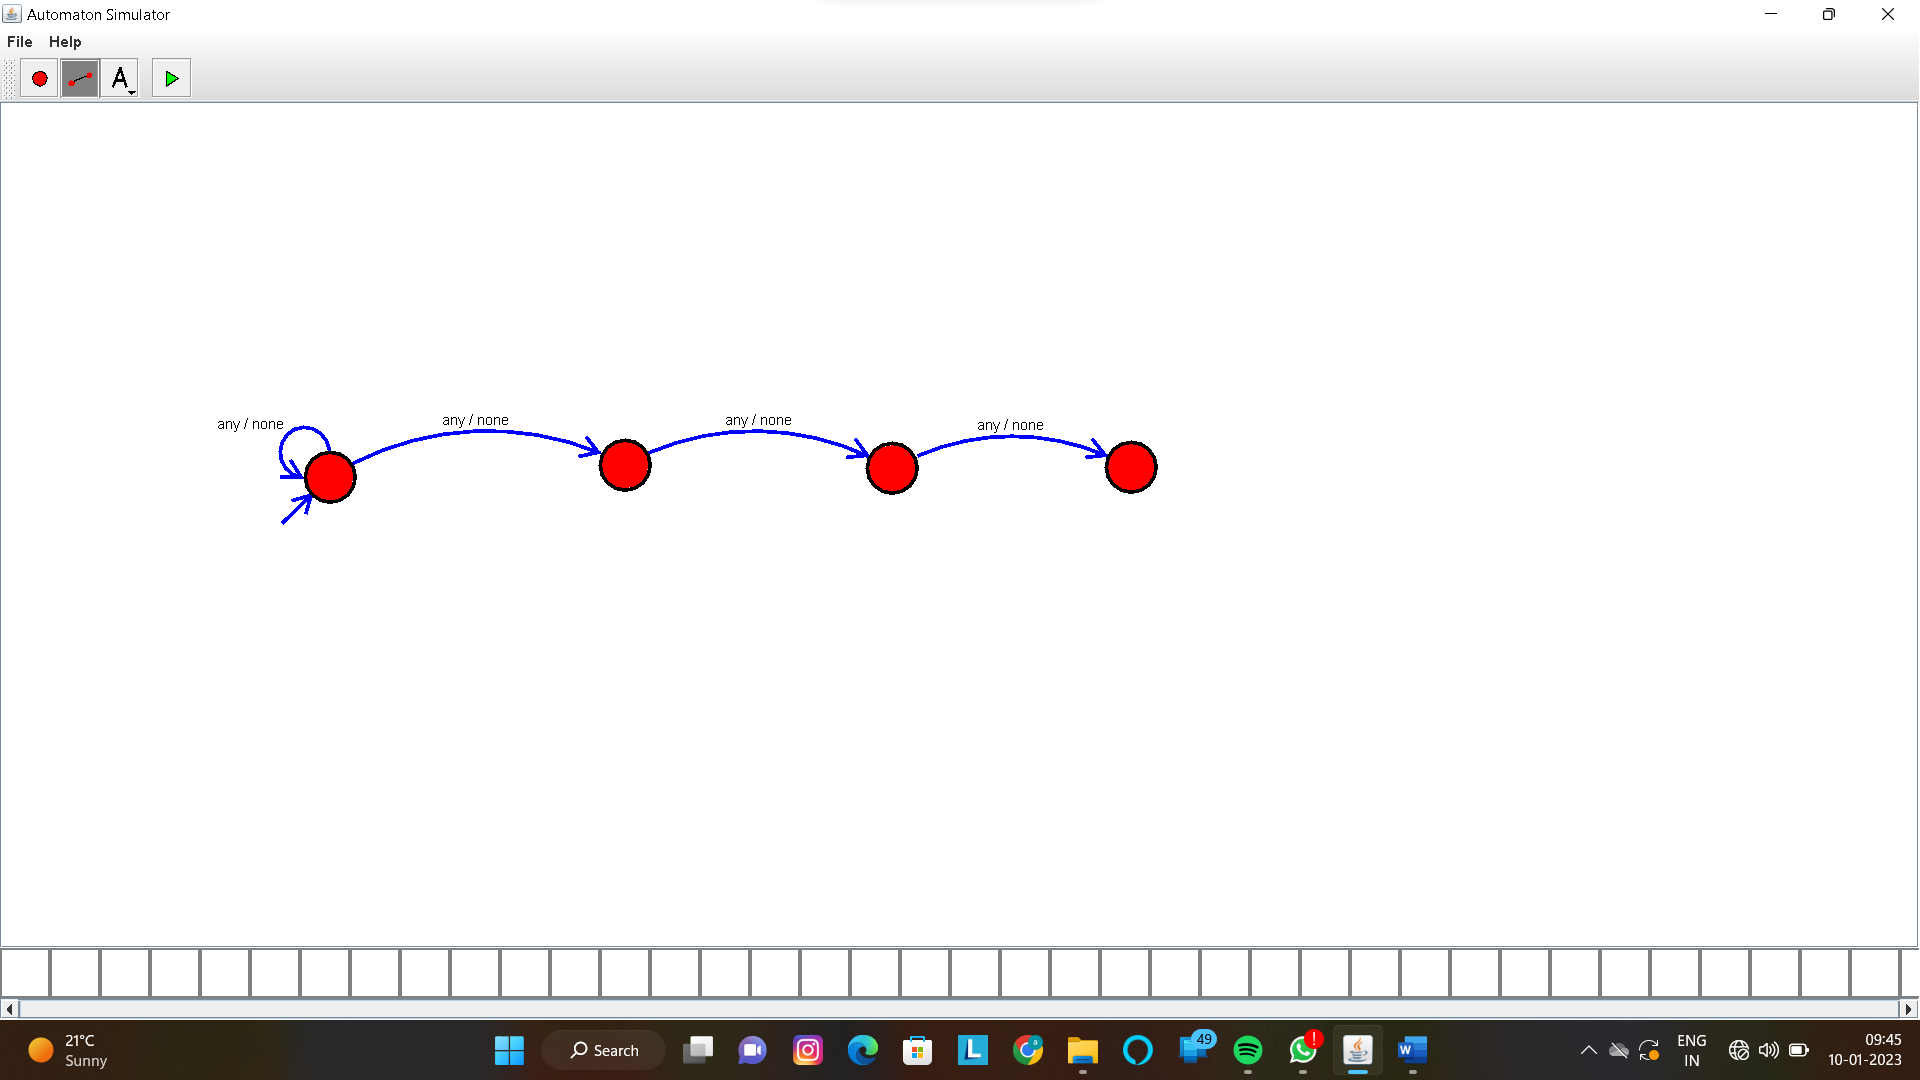 Automaton Simulator
File Help
A
any / none
any / none
any / none
any / none
21°C
Sunny
Search
L
a
49
!
W
ENG
IN
09:45
10-01-2023